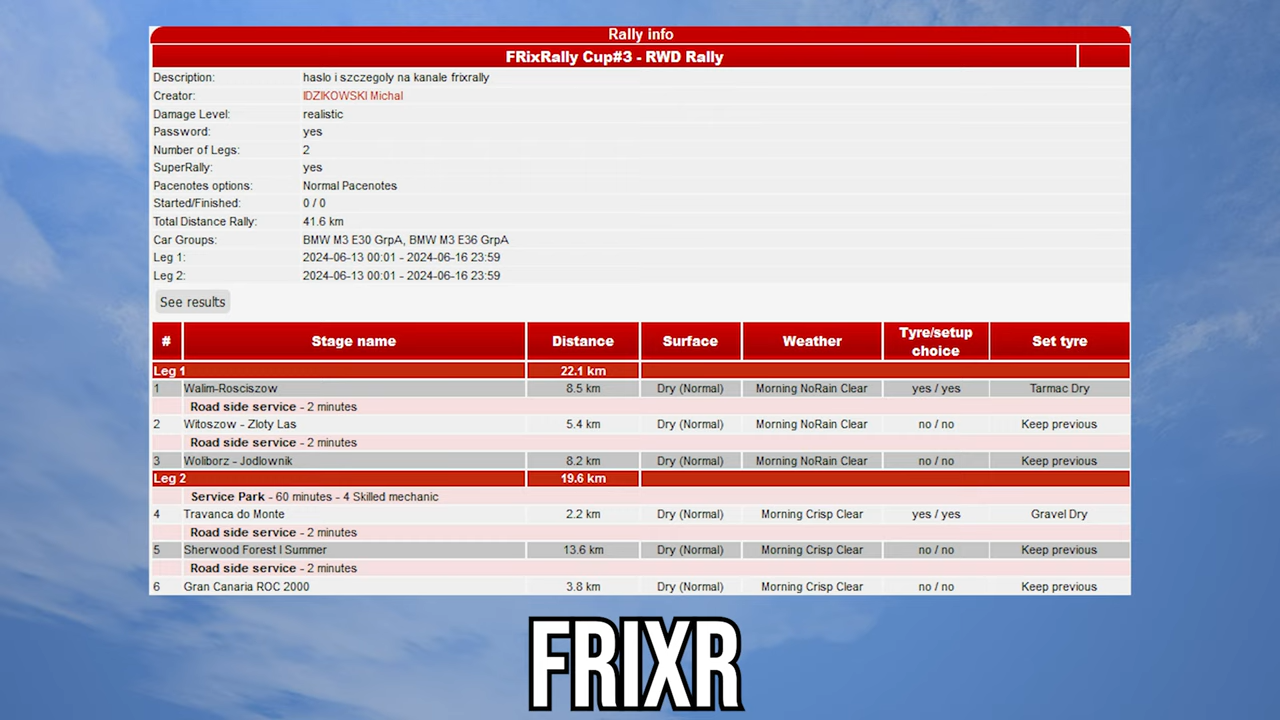 Rally info
FRixRally Cup#3 - RWD Rally
Description: haslo i szczegoly na kanale frixrally
Creator: IDZIKOWSKI Michal
Damage Level: realistic
Password: yes
Number of Legs: 2
SuperRally: yes
Pacenotes options: Normal Pacenotes
Started/Finished: 0 / 0
Total Distance Rally: 41.6 km
Car Groups: BMW M3 E30 GrpA, BMW M3 E36 GrpA
Leg 1: 2024-06-13 00:01 - 2024-06-16 23:59
Leg 2: 2024-06-13 00:01 - 2024-06-16 23:59
See results
# Stage name Distance Surface Weather Tyre/setup choice Set tyre
Leg 1 22.1 km
1 Walim-Rosciszow 8.5 km Dry (Normal) Morning NoRain Clear yes / yes Tarmac Dry
Road side service - 2 minutes
2 Witoszow - Zloty Las 5.4 km Dry (Normal) Morning NoRain Clear no / no Keep previous
Road side service - 2 minutes
3 Woliborz - Jodlownik 8.2 km Dry (Normal) Morning NoRain Clear no / no Keep previous
Leg 2 19.6 km
Service Park - 60 minutes - 4 Skilled mechanic
4 Travanca do Monte 2.2 km Dry (Normal) Morning Crisp Clear yes / yes Gravel Dry
Road side service - 2 minutes
5 Sherwood Forest I Summer 13.6 km Dry (Normal) Morning Crisp Clear no / no Keep previous
Road side service - 2 minutes
6 Gran Canaria ROC 2000 3.8 km Dry (Normal) Morning Crisp Clear no / no Keep previous
FRIXR